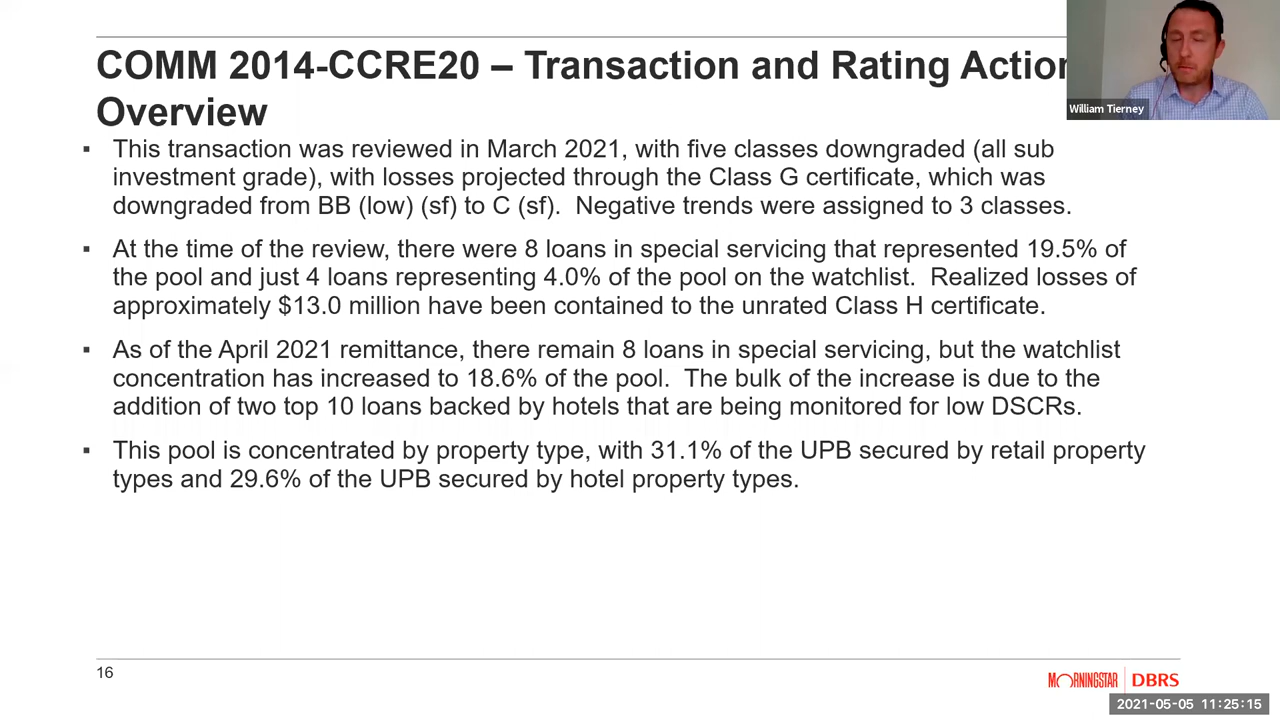 COMM 2014-CCRE20 – Transaction and Rating Action
Overview
William Tierney
▪ This transaction was reviewed in March 2021, with five classes downgraded (all sub
investment grade), with losses projected through the Class G certificate, which was
downgraded from BB (low) (sf) to C (sf).  Negative trends were assigned to 3 classes.
▪ At the time of the review, there were 8 loans in special servicing that represented 19.5% of
the pool and just 4 loans representing 4.0% of the pool on the watchlist.  Realized losses of
approximately $13.0 million have been contained to the unrated Class H certificate.
▪ As of the April 2021 remittance, there remain 8 loans in special servicing, but the watchlist
concentration has increased to 18.6% of the pool.  The bulk of the increase is due to the
addition of two top 10 loans backed by hotels that are being monitored for low DSCRs.
▪ This pool is concentrated by property type, with 31.1% of the UPB secured by retail property
types and 29.6% of the UPB secured by hotel property types.
16
MORNINGSTAR | DBRS
2021-05-05 11:25:15